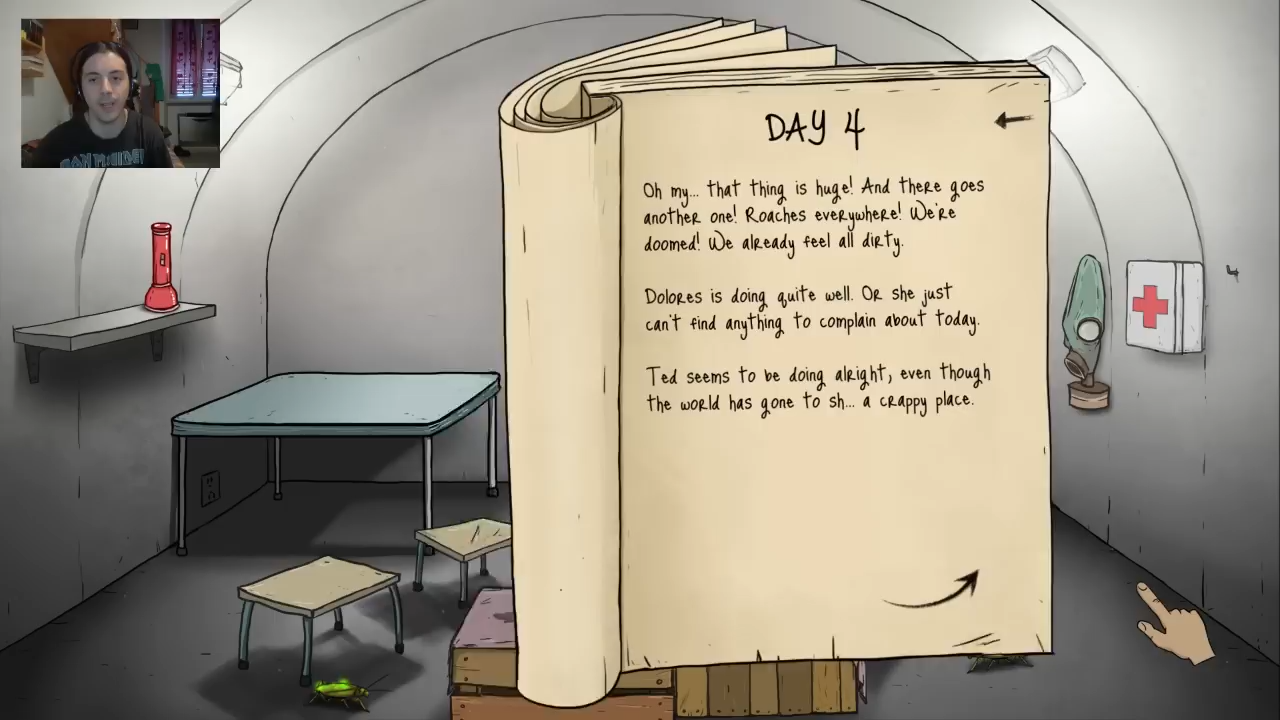 DAY 4
Oh my... that thing is huge! And there goes
another one! Roaches everywhere! We're
doomed! We already feel all dirty.
Dolores is doing quite well. Or she just
can't find anything to complain about today.
Ted seems to be doing alright, even though
the world has gone to sh... a crappy place.
4